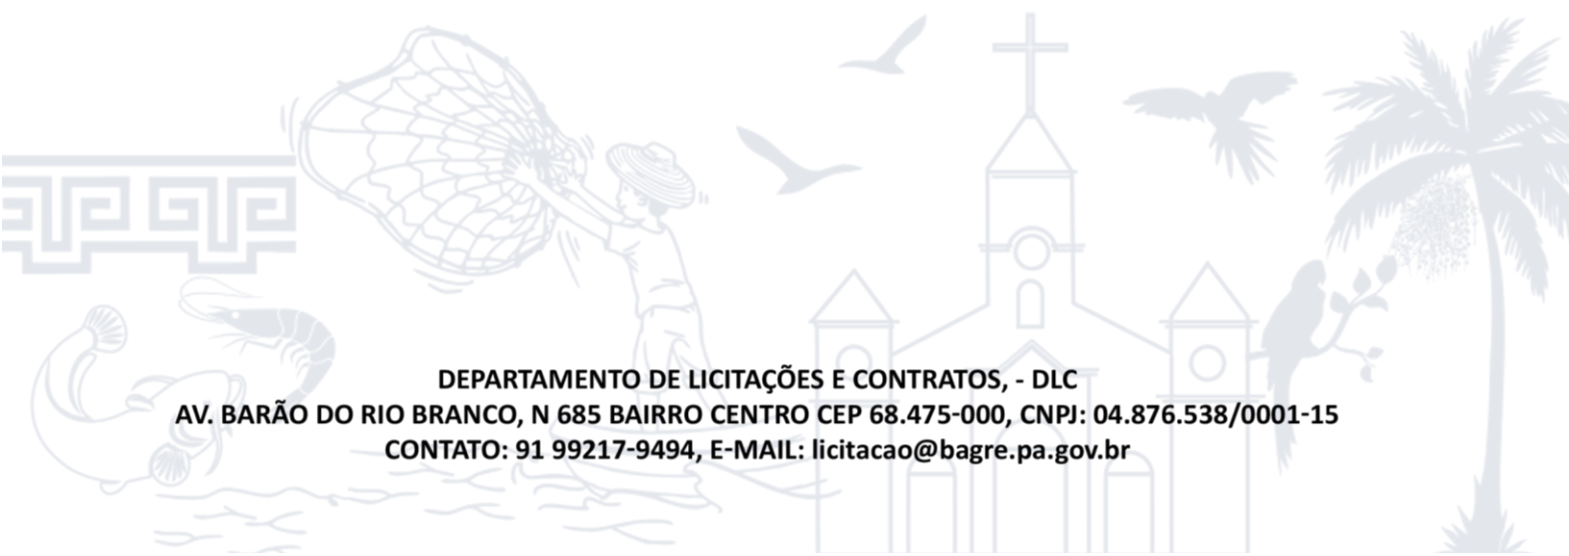 DEPARTAMENTO DE LICITAÇÕES E CONTRATOS, - DLC
AV. BARÃO DO RIO BRANCO, N 685 BAIRRO CENTRO CEP 68.475-000, CNPJ: 04.876.538/0001-15
CONTATO: 91 99217-9494, E-MAIL: licitacao@bagre.pa.gov.br